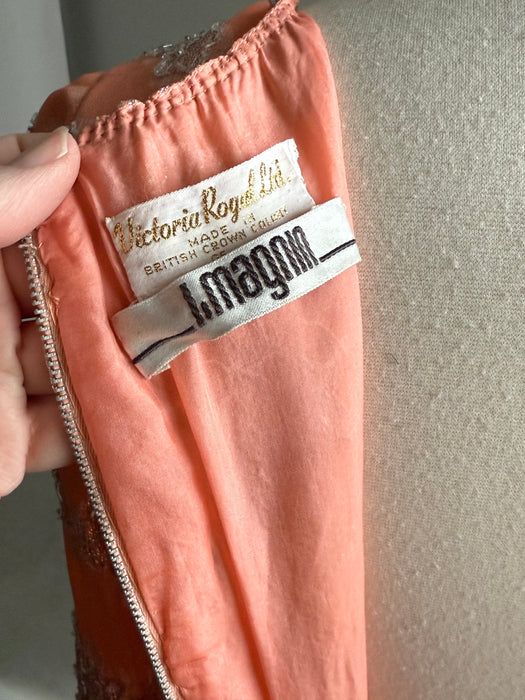 Victoria Royal Ltd.
MADE IN
BRITISH CROWN COLONY
I. magnin